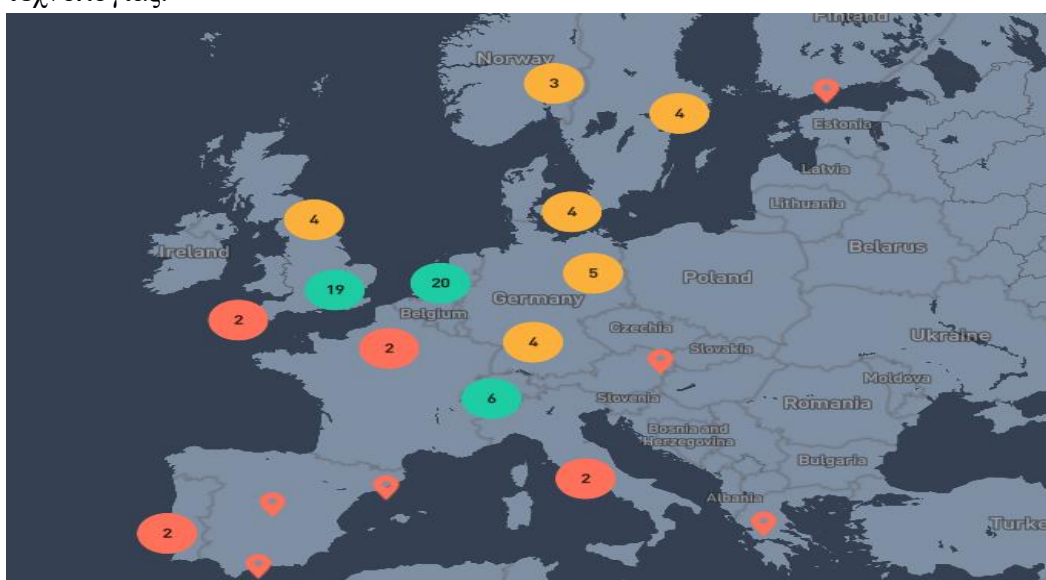 τεχνολογίας.
Finland
Norway
3
4
Estonia
Latvia
Lithuania
4
4
Ireland
Belarus
5
Poland
20
19
Germany
Belgium
2
Czechia
Ukraine
4
2
Slovakia
Moldova
6
Slovenia
Romania
Bosnia and
Herzegovina
Bulgaria
2
Albania
2
Turke